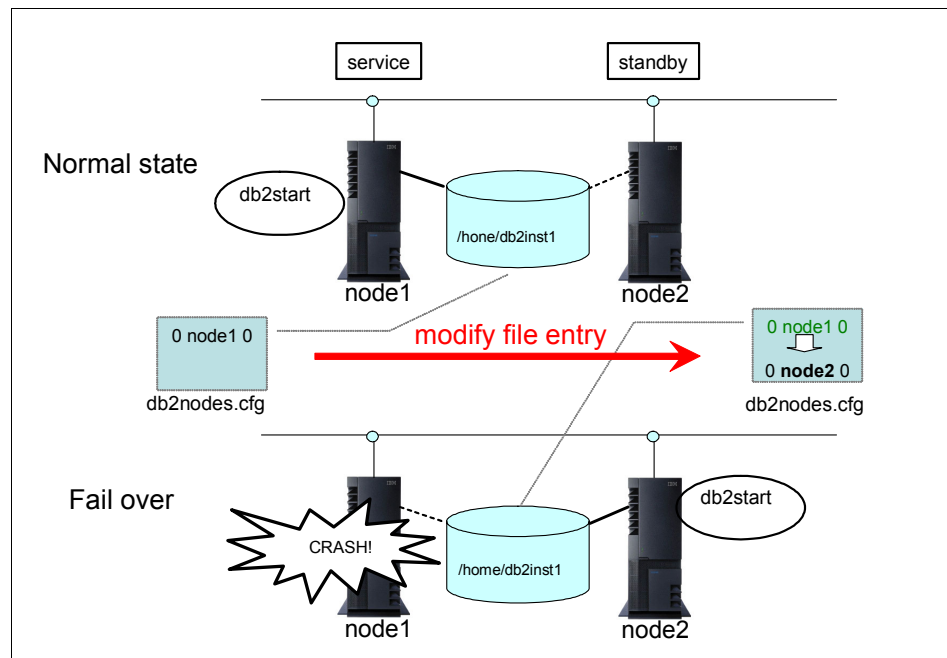 service
standby
Normal state
db2start
/hone/db2inst1
node1
node2
0 node1 0
modify file entry
0 node1 0
0 node2 0
db2nodes.cfg
db2nodes.cfg
Fail over
db2start
CRASH!
/home/db2inst1
node1
node2